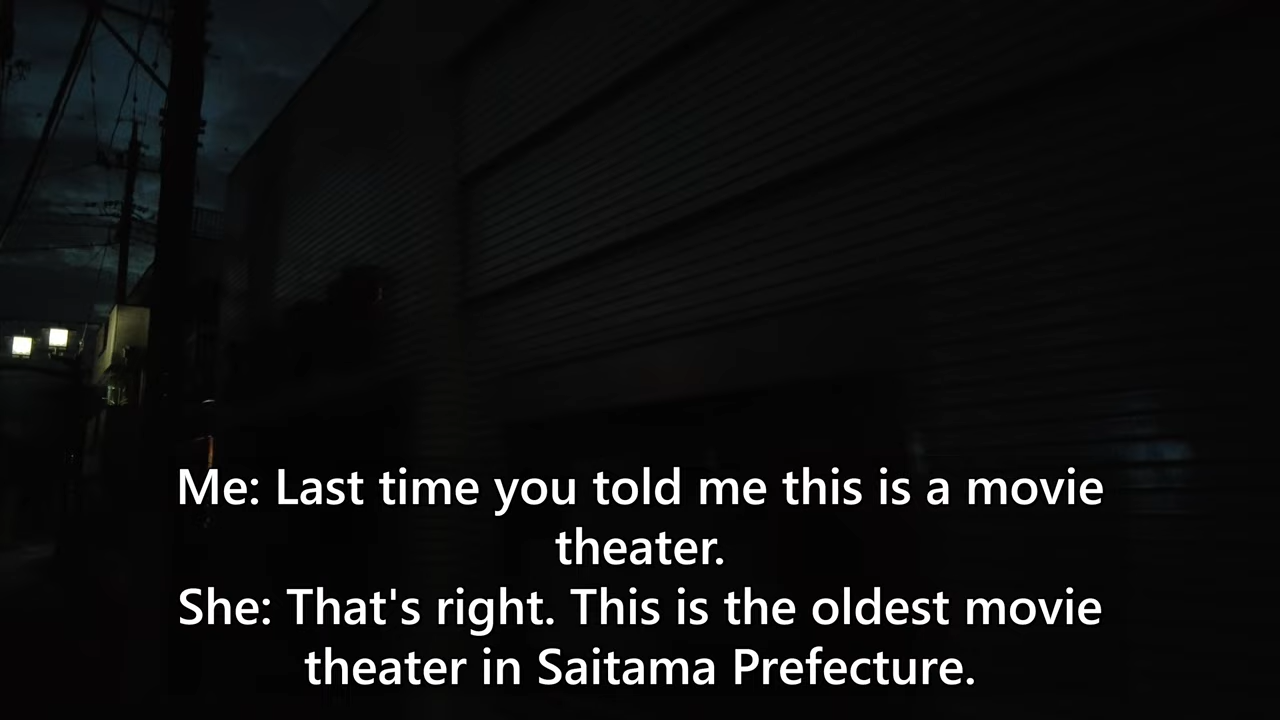 Me: Last time you told me this is a movie
theater.
She: That's right. This is the oldest movie
theater in Saitama Prefecture.